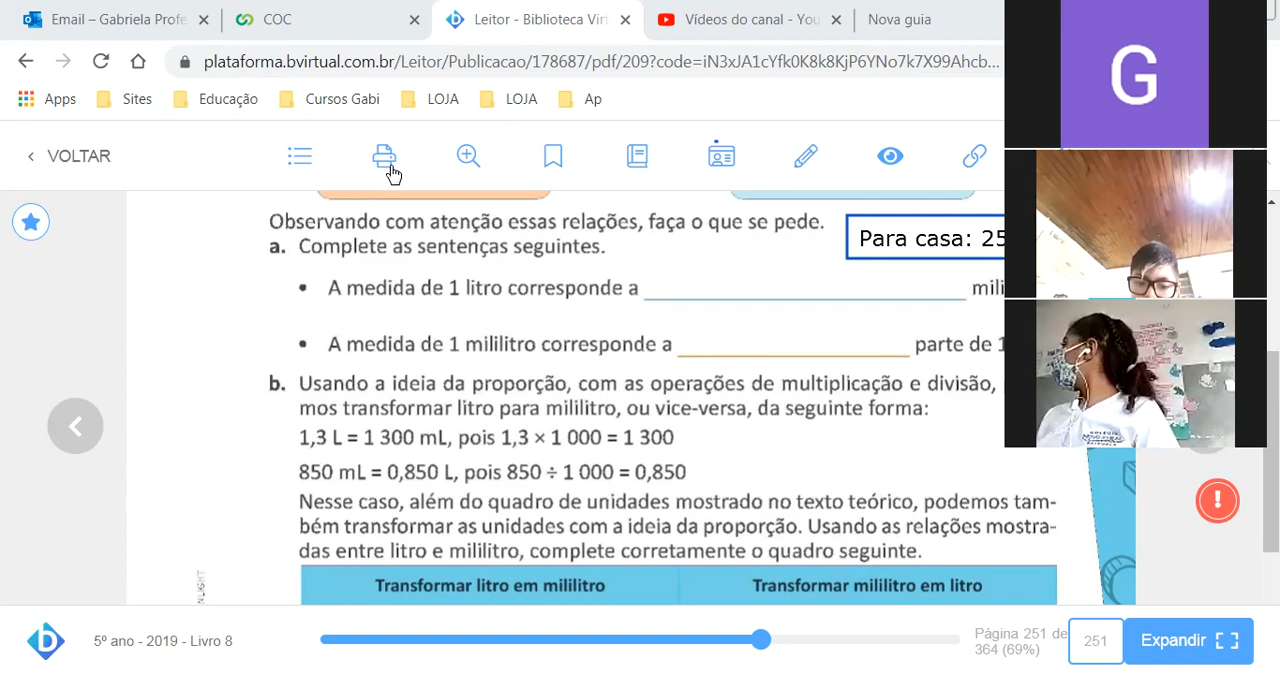 Email – Gabriela Profe
COC
Leitor - Biblioteca Virt
Vídeos do canal - You
Nova guia
plataforma.bvirtual.com.br/Leitor/Publicacao/178687/pdf/209?code=iN3xJA1cYfk0K8k8KjP6YNo7k7X99Ahcb...
Apps Sites Educação Cursos Gabi LOJA LOJA Ap
VOLTAR
G
Observando com atenção essas relações, faça o que se pede.
Para casa: 25
a. Complete as sentenças seguintes.
• A medida de 1 litro corresponde a mili
• A medida de 1 mililitro corresponde a parte de 1
b. Usando a ideia da proporção, com as operações de multiplicação e divisão,
mos transformar litro para mililitro, ou vice-versa, da seguinte forma:
1,3 L = 1 300 mL, pois 1,3 × 1 000 = 1 300
850 mL = 0,850 L, pois 850 ÷ 1 000 = 0,850
Nesse caso, além do quadro de unidades mostrado no texto teórico, podemos tam-
bém transformar as unidades com a ideia da proporção. Usando as relações mostra-
das entre litro e mililitro, complete corretamente o quadro seguinte.
Transformar litro em mililitro Transformar mililitro em litro
5º ano - 2019 - Livro 8
Página 251 de
364 (69%)
251
Expandir